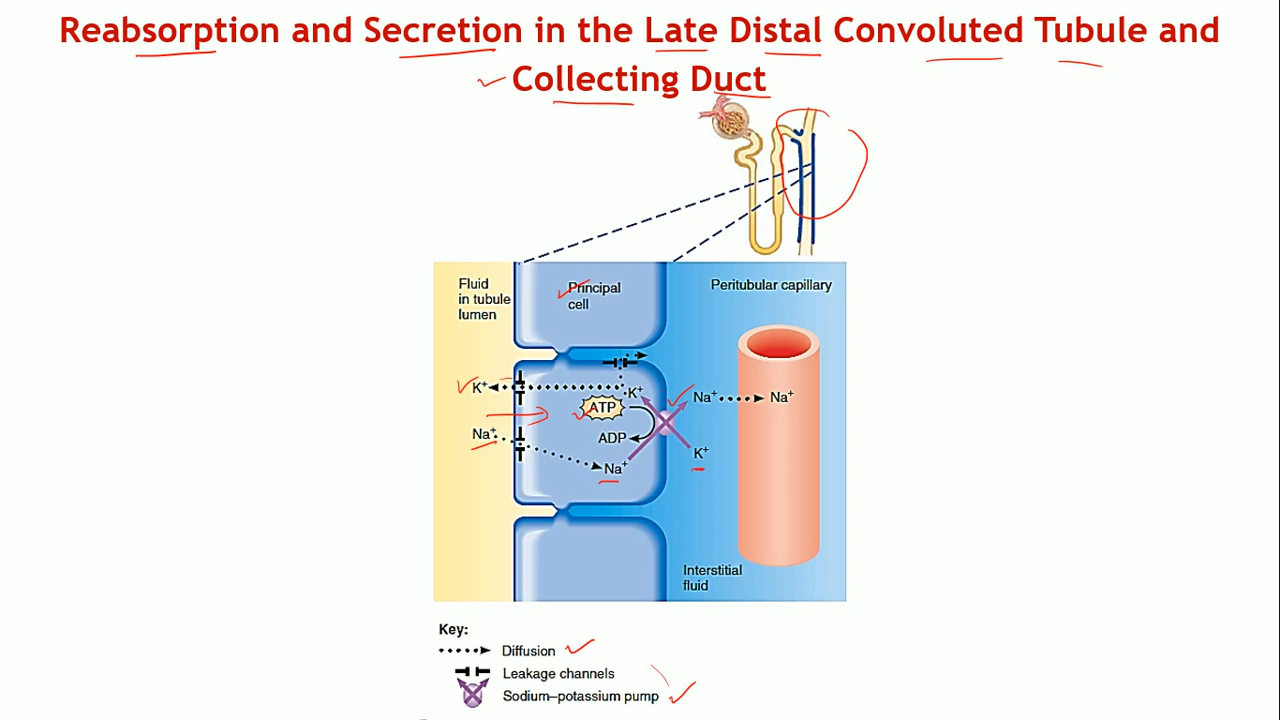 Reabsorption and Secretion in the Late Distal Convoluted Tubule and
Collecting Duct
Fluid
in tubule
lumen
Principal
cell
Peritubular capillary
K⁺
K⁺
Na⁺
Na⁺
ATP
Na⁺
ADP
K⁺
Na⁺
Interstitial
fluid
Key:
Diffusion
Leakage channels
Sodium–potassium pump